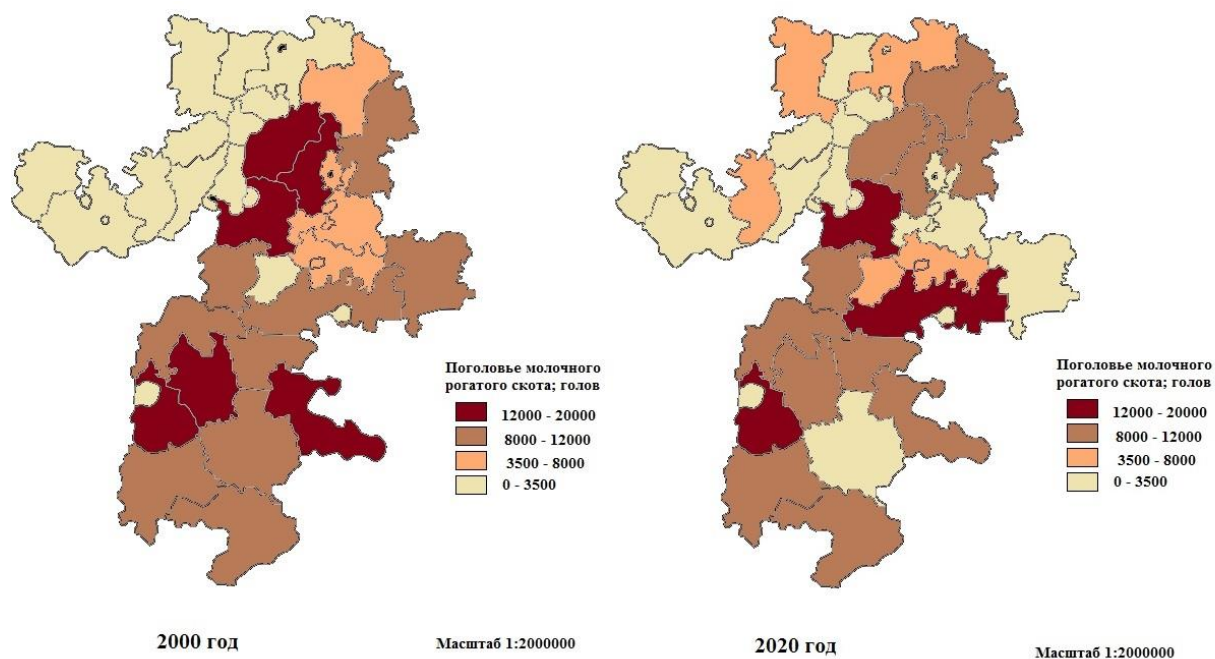 Поголовье молочного
рогатого скота; голов
12000 - 20000
8000 - 12000
3500 - 8000
0 - 3500
2000 год
Масштаб 1:2000000
Поголовье молочного
рогатого скота; голов
12000 - 20000
8000 - 12000
3500 - 8000
0 - 3500
2020 год
Масштаб 1:2000000